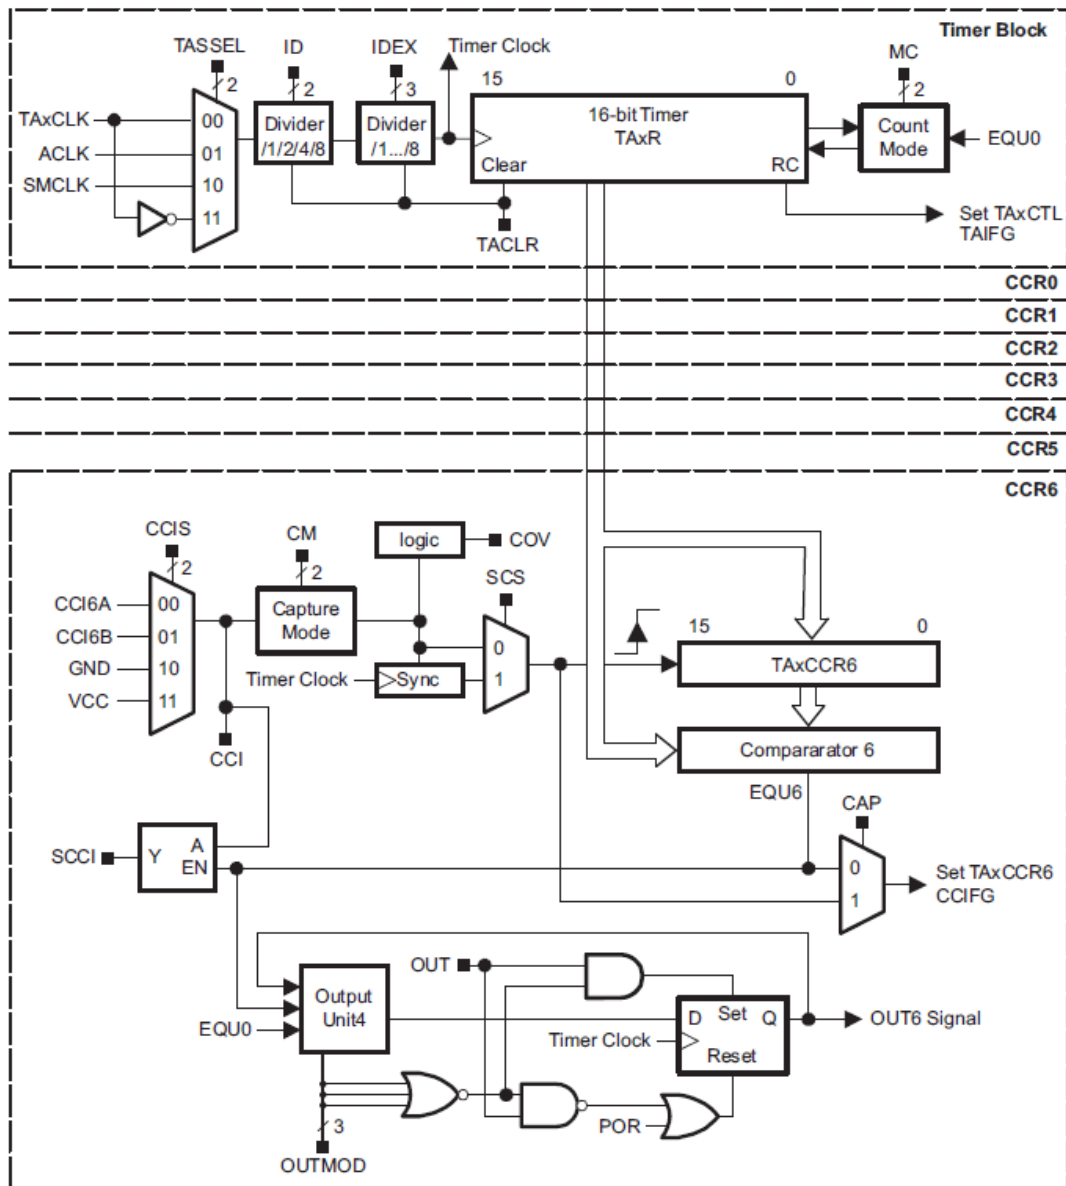 Timer Block
TASSEL
ID
IDEX
Timer Clock
15
0
MC
2
2
3
2
TAxCLK
00
Divider
/1/2/4/8
Divider
/1.../8
16-bit Timer
TAxR
Count
Mode
EQU0
ACLK
01
SMCLK
10
Clear
RC
11
TACLR
Set TAxCTL
TAIFG
CCR0
CCR1
CCR2
CCR3
CCR4
CCR5
CCR6
CCIS
CM
logic
COV
2
2
SCS
CCI6A
00
Capture
Mode
CCI6B
01
15
0
GND
10
0
TAxCCR6
Timer Clock
Sync
1
VCC
11
CCI
Compararator 6
EQU6
CAP
SCCI
Y
A
EN
0
Set TAxCCR6
CCIFG
1
OUT
Output
Unit4
EQU0
D
Set
Q
OUT6 Signal
Timer Clock
Reset
POR
3
OUTMOD